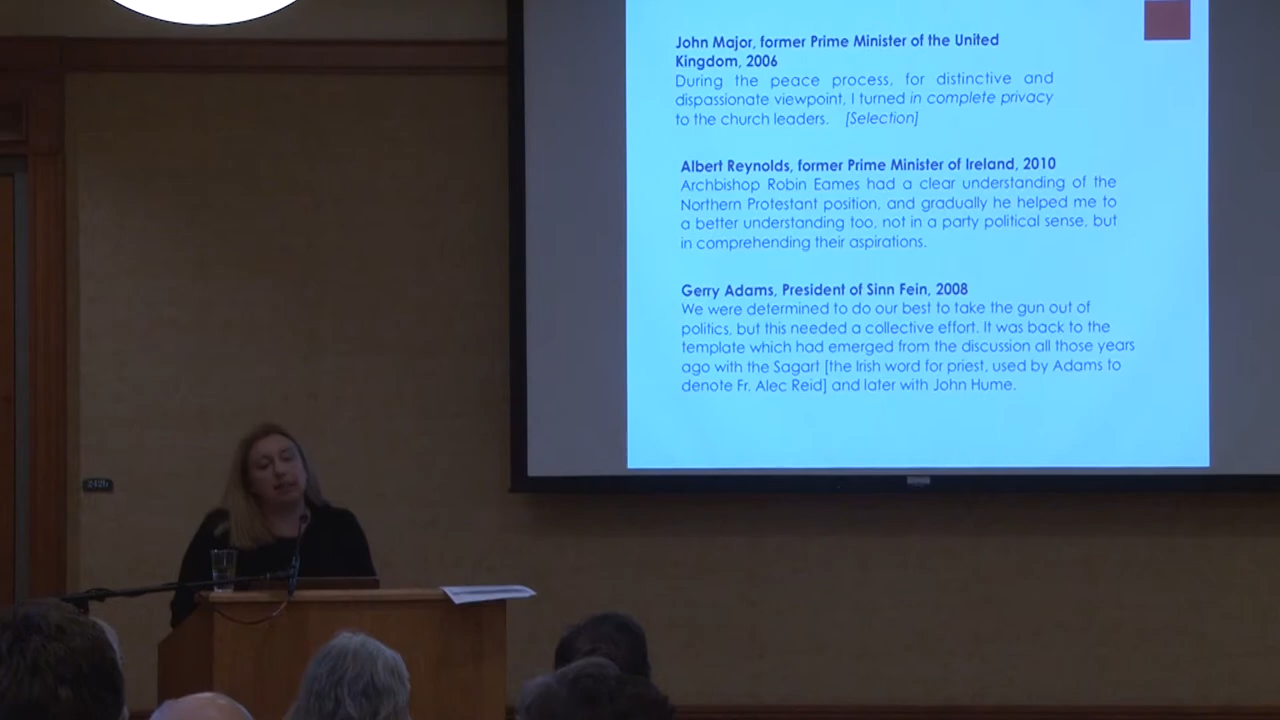 John Major, former Prime Minister of the United
Kingdom, 2006
During the peace process, for distinctive and
dispassionate viewpoint, I turned in complete privacy
to the church leaders. [Selection]
Albert Reynolds, former Prime Minister of Ireland, 2010
Archbishop Robin Eames had a clear understanding of the
Northern Protestant position, and gradually he helped me to
a better understanding too, not in a party political sense, but
in comprehending their aspirations.
Gerry Adams, President of Sinn Fein, 2008
We were determined to do our best to take the gun out of
politics, but this needed a collective effort. It was back to the
template which had emerged from the discussion all those years
ago with the Sagart [the Irish word for priest, used by Adams to
denote Fr. Alec Reid] and later with John Hume.